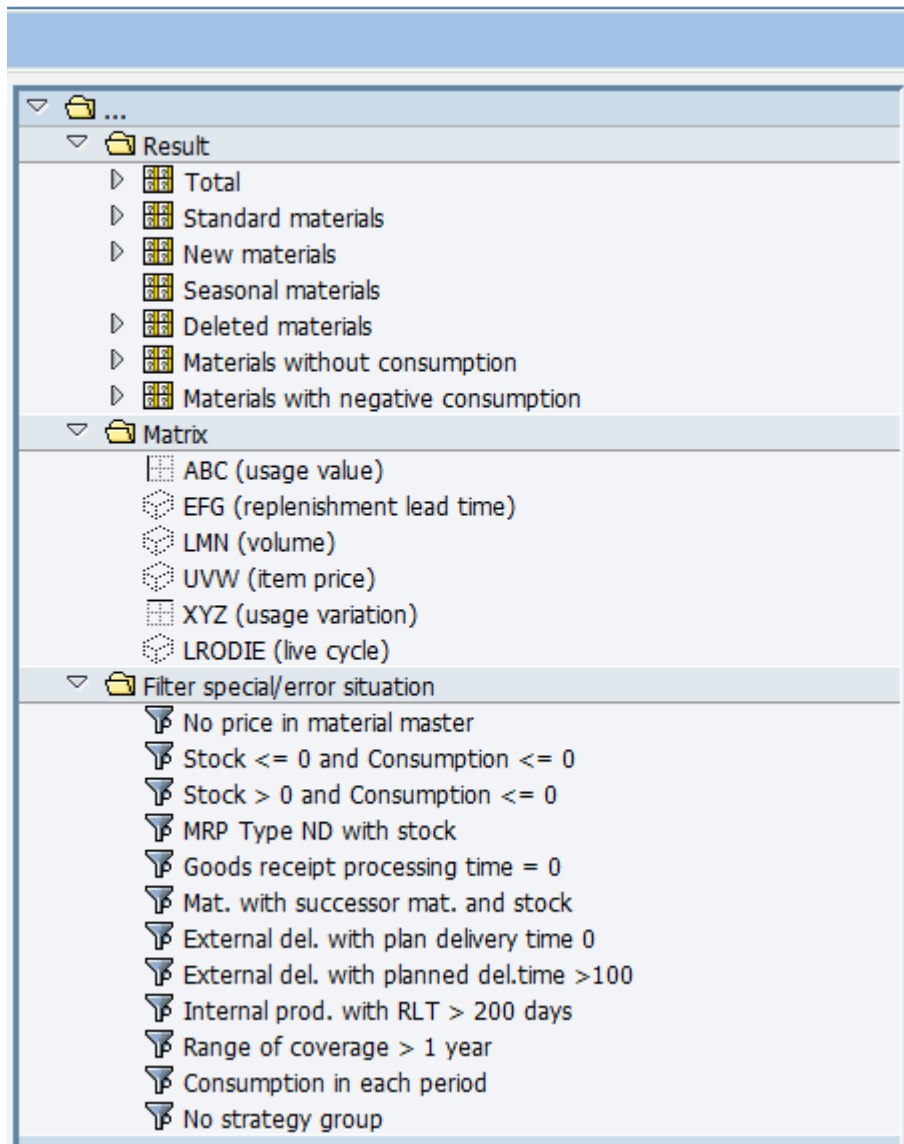 ...
Result
Total
Standard materials
New materials
Seasonal materials
Deleted materials
Materials without consumption
Materials with negative consumption
Matrix
ABC (usage value)
EFG (replenishment lead time)
LMN (volume)
UVW (item price)
XYZ (usage variation)
LRODIE (live cycle)
Filter special/error situation
No price in material master
Stock <= 0 and Consumption <= 0
Stock > 0 and Consumption <= 0
MRP Type ND with stock
Goods receipt processing time = 0
Mat. with successor mat. and stock
External del. with plan delivery time 0
External del. with planned del.time >100
Internal prod. with RLT > 200 days
Range of coverage > 1 year
Consumption in each period
No strategy group